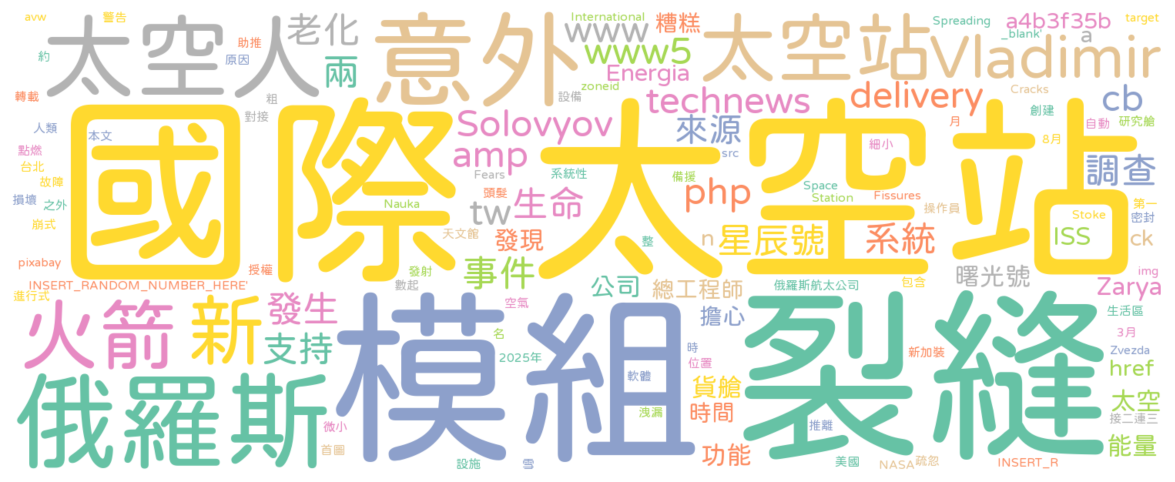 avw 警告 International 太空人 老化 意外 www 糟糕 太空站 Spreading _blank' a4b3f35b target
約 助推 原因 兩 www5 Energia zoneid a Vladimir
轉載 粗 對接 設備 technews delivery Cracks cb 創建 研究艙
人類 本文 國際太空站 Solovyov 來源 月 自動 8月
點燃 台北 amp src 細小 調查
故障 Fears 系統性 備援 php Space Station Fissures 操作員 第一
損壞 之外 Nauka 頭髮 生命 tw Stoke 密封
崩式 天文館 發現 整 n 星辰號 系統 ISS ck
pixabay 授權 發射 事件 曙光號 img
INSERT_RANDOM_NUMBER_HERE' 數起 公司 總工程師 俄羅斯航太公司 包含 Zarya
進行式 火箭 新 發生 空氣 擔心 生活區
支持 名 3月
2025年 時 新加裝 Zvezda
模組 裂縫 位置 href
俄羅斯 軟體 貨艙 太空
微小 洩漏 時間 推離 接二連三
首圖 功能 能量
設施 雪 美國 NASA 疏忽 INSERT_R